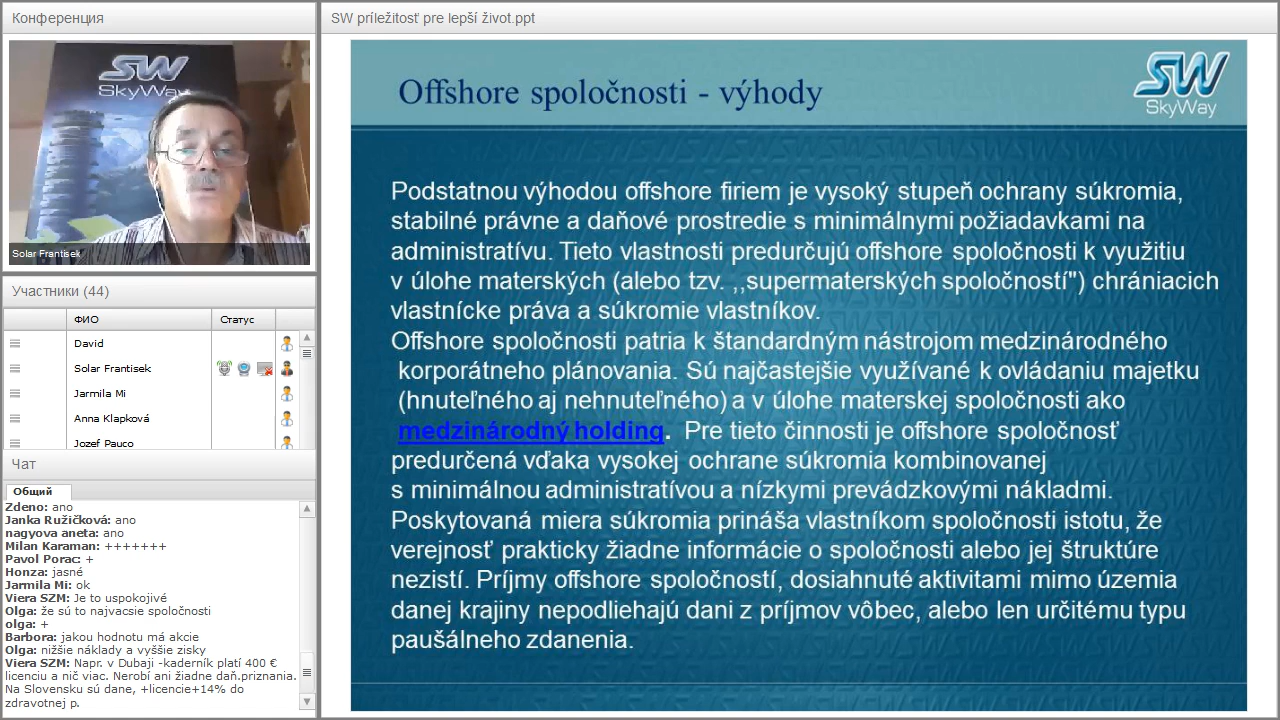 Конференция
SW príležitosť pre lepší život.ppt
SW
SkyWay
Solar Frantisek
Участники (44)
ФИО
Статус
David
Solar Frantisek
Jarmila Mi
Anna Klapková
Jozef Pauco
Чат
Общий
Zdeno: ano
Janka Ružičková: ano
nagyova aneta: ano
Milan Karaman: +++++++
Pavol Porac: +
Honza: jasné
Jarmila Mi: ok
Viera SZM: Je to uspokojivé
Olga: že sú to najvacsie spoločnosti
olga: +
Barbora: jakou hodnotu má akcie
Olga: nižšie náklady a vyššie zisky
Viera SZM: Napr. v Dubaji -kaderník platí 400 €
licenciu a nič viac. Nerobí ani žiadne daň.priznania.
Na Slovensku sú dane, +licencie+14% do
Offshore spoločnosti - výhody
SW
SkyWay
Podstatnou výhodou offshore firiem je vysoký stupeň ochrany súkromia,
stabilné právne a daňové prostredie s minimálnymi požiadavkami na
administratívu. Tieto vlastnosti predurčujú offshore spoločnosti k využitiu
v úlohe materských (alebo tzv. ,,supermaterských spoločností") chrániacich
vlastnícke práva a súkromie vlastníkov.
Offshore spoločnosti patria k štandardným nástrojom medzinárodného
korporátneho plánovania. Sú najčastejšie využívané k ovládaniu majetku
(hnuteľného aj nehnuteľného) a v úlohe materskej spoločnosti ako
medzinárodný holding. Pre tieto činnosti je offshore spoločnosť
predurčená vďaka vysokej ochrane súkromia kombinovanej
s minimálnou administratívou a nízkymi prevádzkovými nákladmi.
Poskytovaná miera súkromia prináša vlastníkom spoločnosti istotu, že
verejnosť prakticky žiadne informácie o spoločnosti alebo jej štruktúre
nezistí. Príjmy offshore spoločností, dosiahnuté aktivitami mimo územia
danej krajiny nepodliehajú dani z príjmov vôbec, alebo len určitému typu
paušálneho zdanenia.